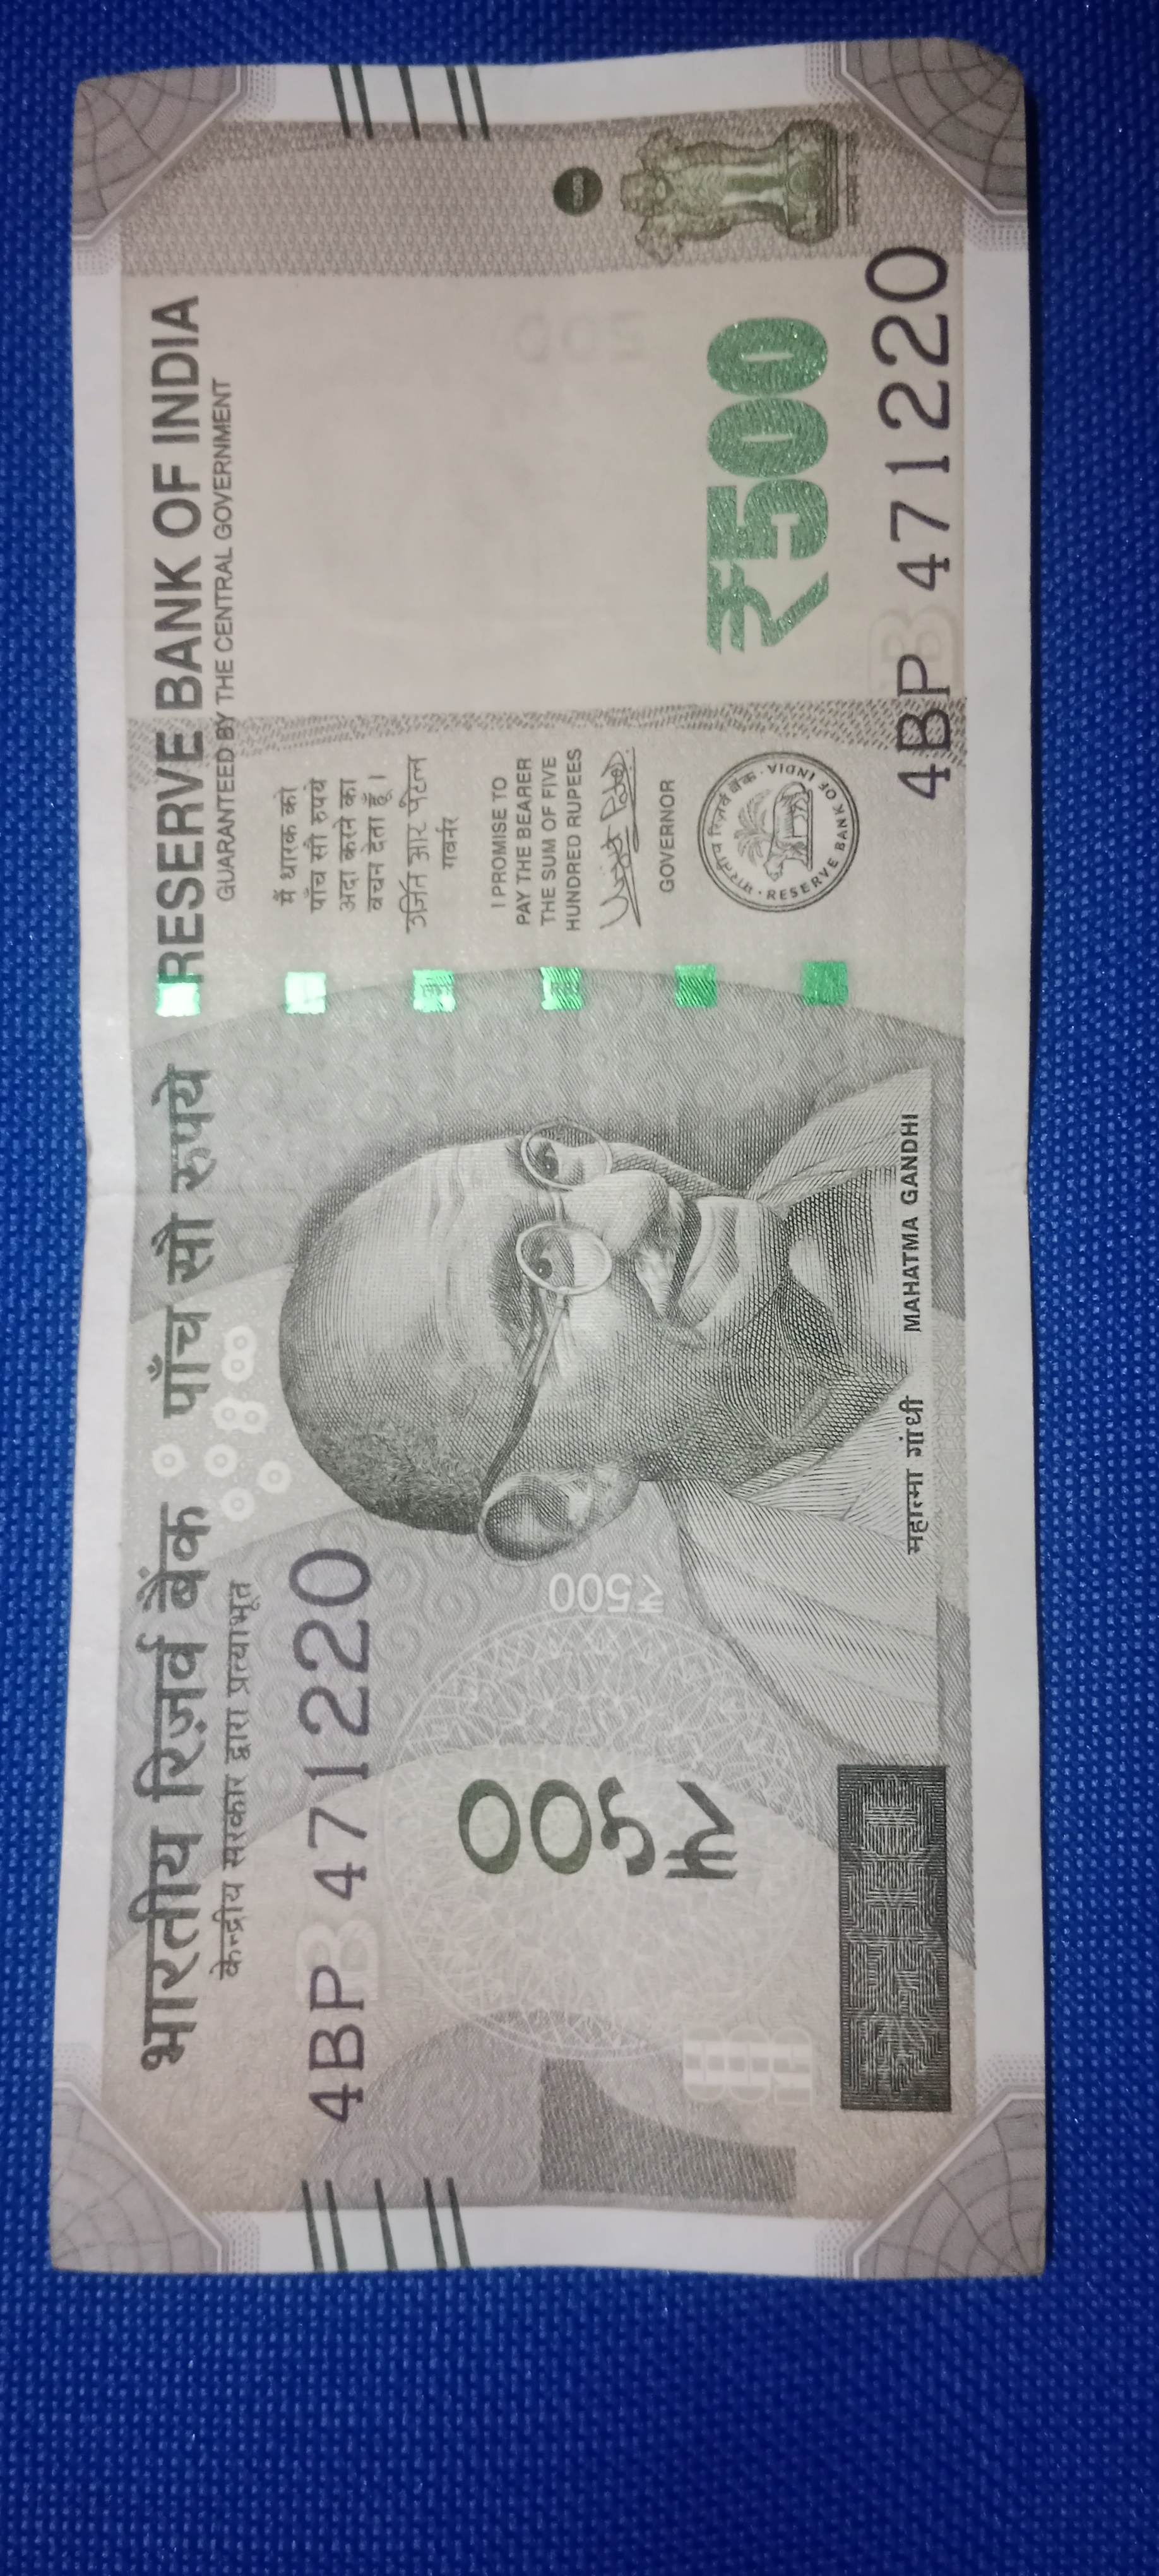 भारतीय रिज़र्व बैंक पाँच सौ रुपये RESERVE BANK OF INDIA
केन्द्रीय सरकार द्वारा प्रत्याभूत
GUARANTEED BY THE CENTRAL GOVERNMENT
4BP 471220
₹500
₹५००
मैं धारक को
पाँच सौ रुपये
अदा करने का
वचन देता हूँ।
उर्जित आर पटेल
गवर्नर
I PROMISE TO
PAY THE BEARER
THE SUM OF FIVE
HUNDRED RUPEES
GOVERNOR
भारतीय रिज़र्व बैंक • RESERVE BANK OF INDIA
₹500
4BP 471220
महात्मा गांधी MAHATMA GANDHI